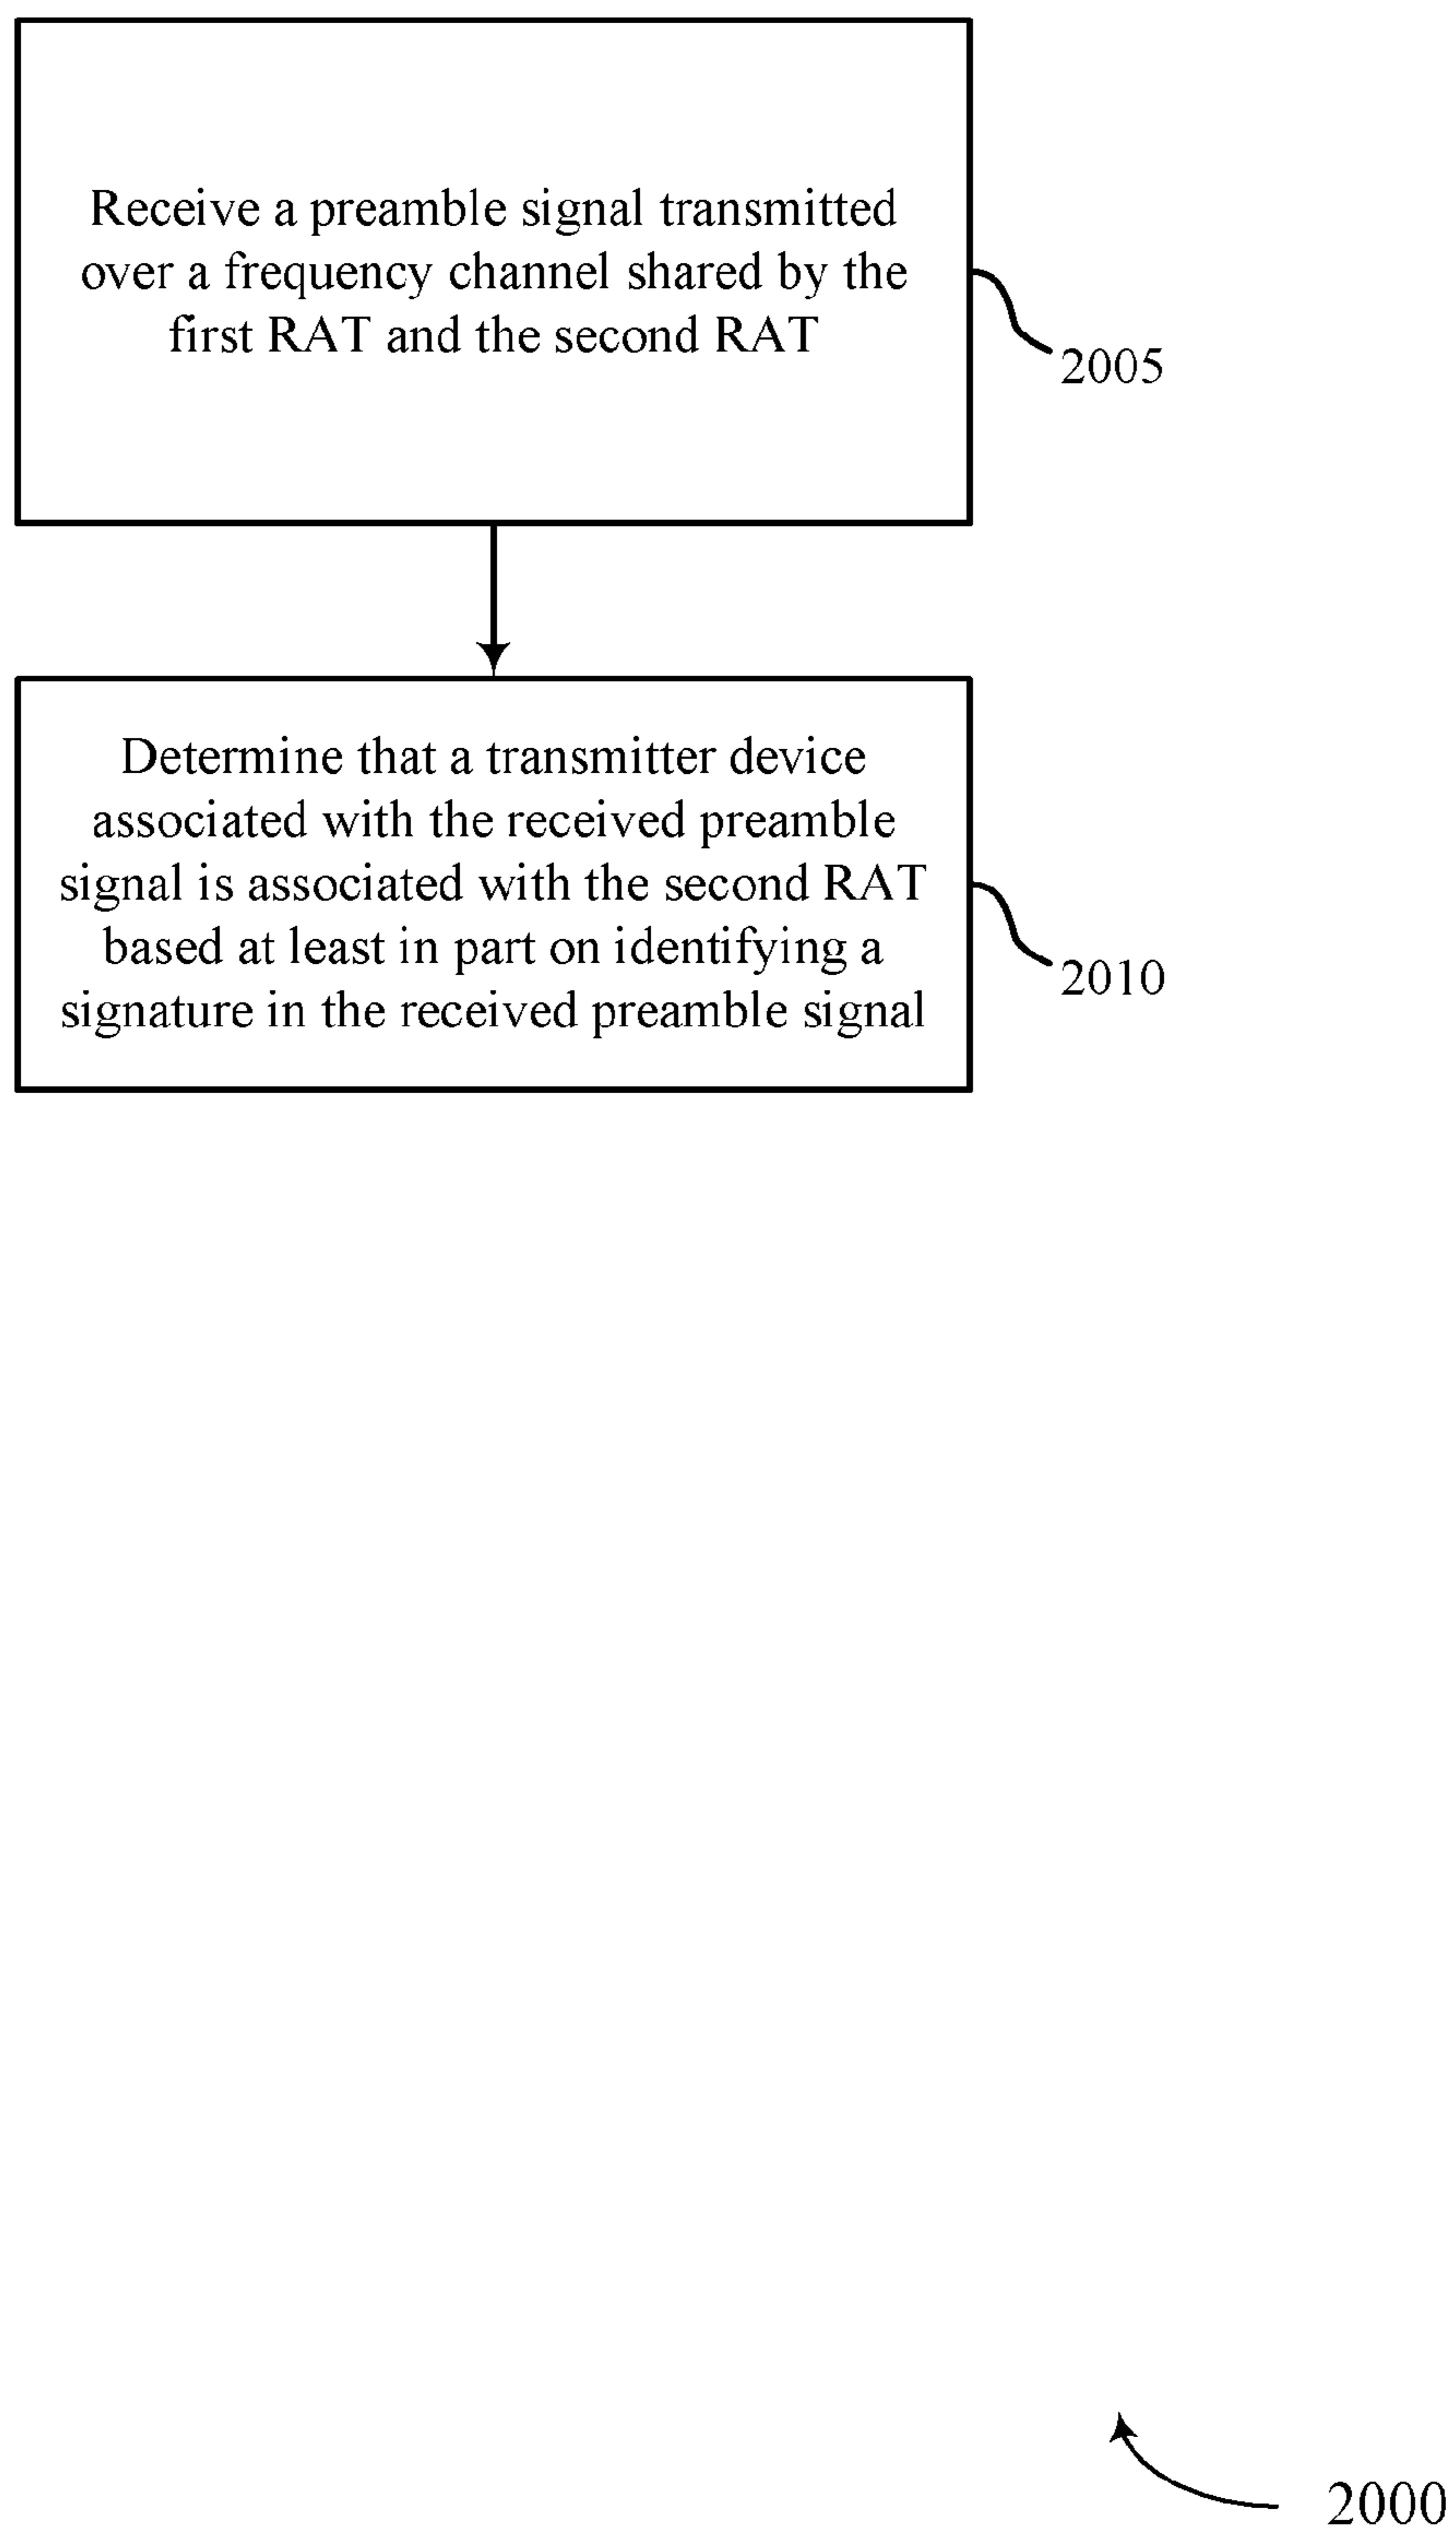 Receive a preamble signal transmitted
over a frequency channel shared by the
first RAT and the second RAT
2005
Determine that a transmitter device
associated with the received preamble
signal is associated with the second RAT
based at least in part on identifying a
signature in the received preamble signal
2010
2000